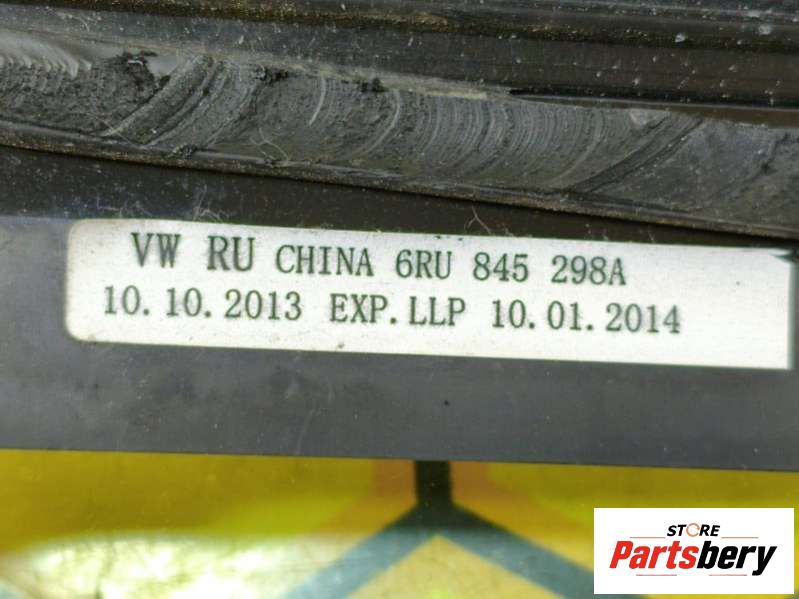 VW RU CHINA 6RU 845 298A
10.10.2013 EXP.LLP 10.01.2014
STORE
Partsbery